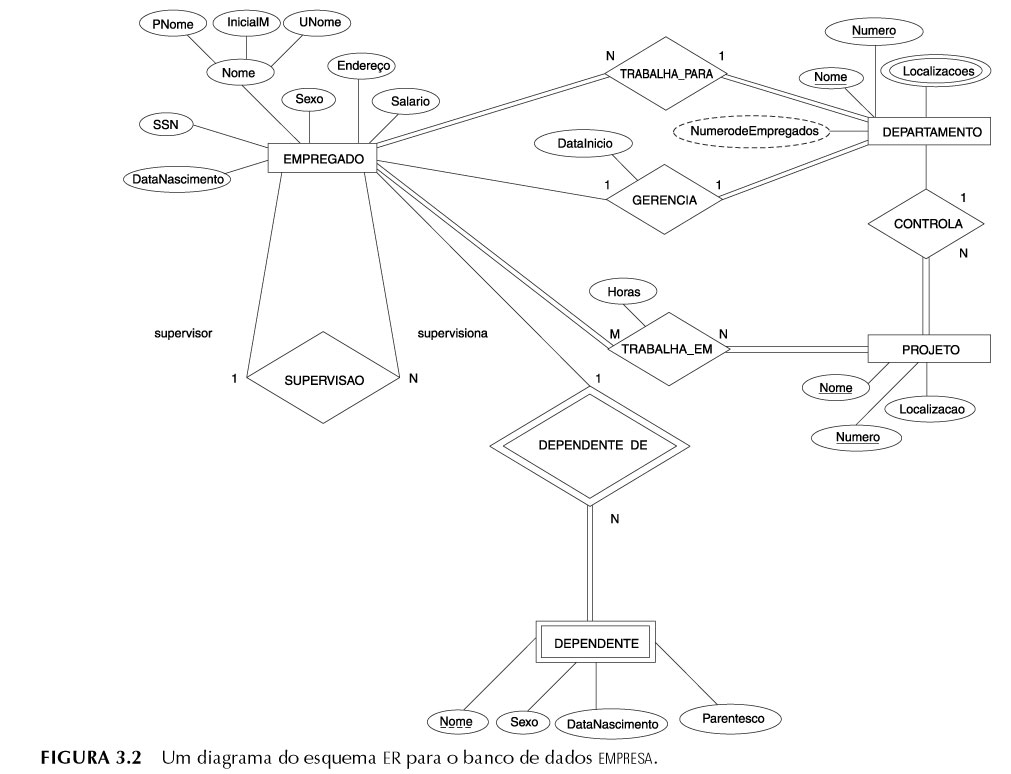 PNome
InicialM
UNome
Nome
Endereço
Sexo
Salario
SSN
EMPREGADO
DataNascimento
N
TRABALHA_PARA
1
Numero
Nome
Localizacoes
NumerodeEmpregados
DEPARTAMENTO
DataInicio
1
GERENCIA
1
1
CONTROLA
N
supervisor
supervisiona
1
SUPERVISAO
N
Horas
M
TRABALHA_EM
N
PROJETO
Nome
Localizacao
Numero
1
DEPENDENTE DE
N
DEPENDENTE
Nome
Sexo
DataNascimento
Parentesco
FIGURA 3.2 Um diagrama do esquema ER para o banco de dados EMPRESA.